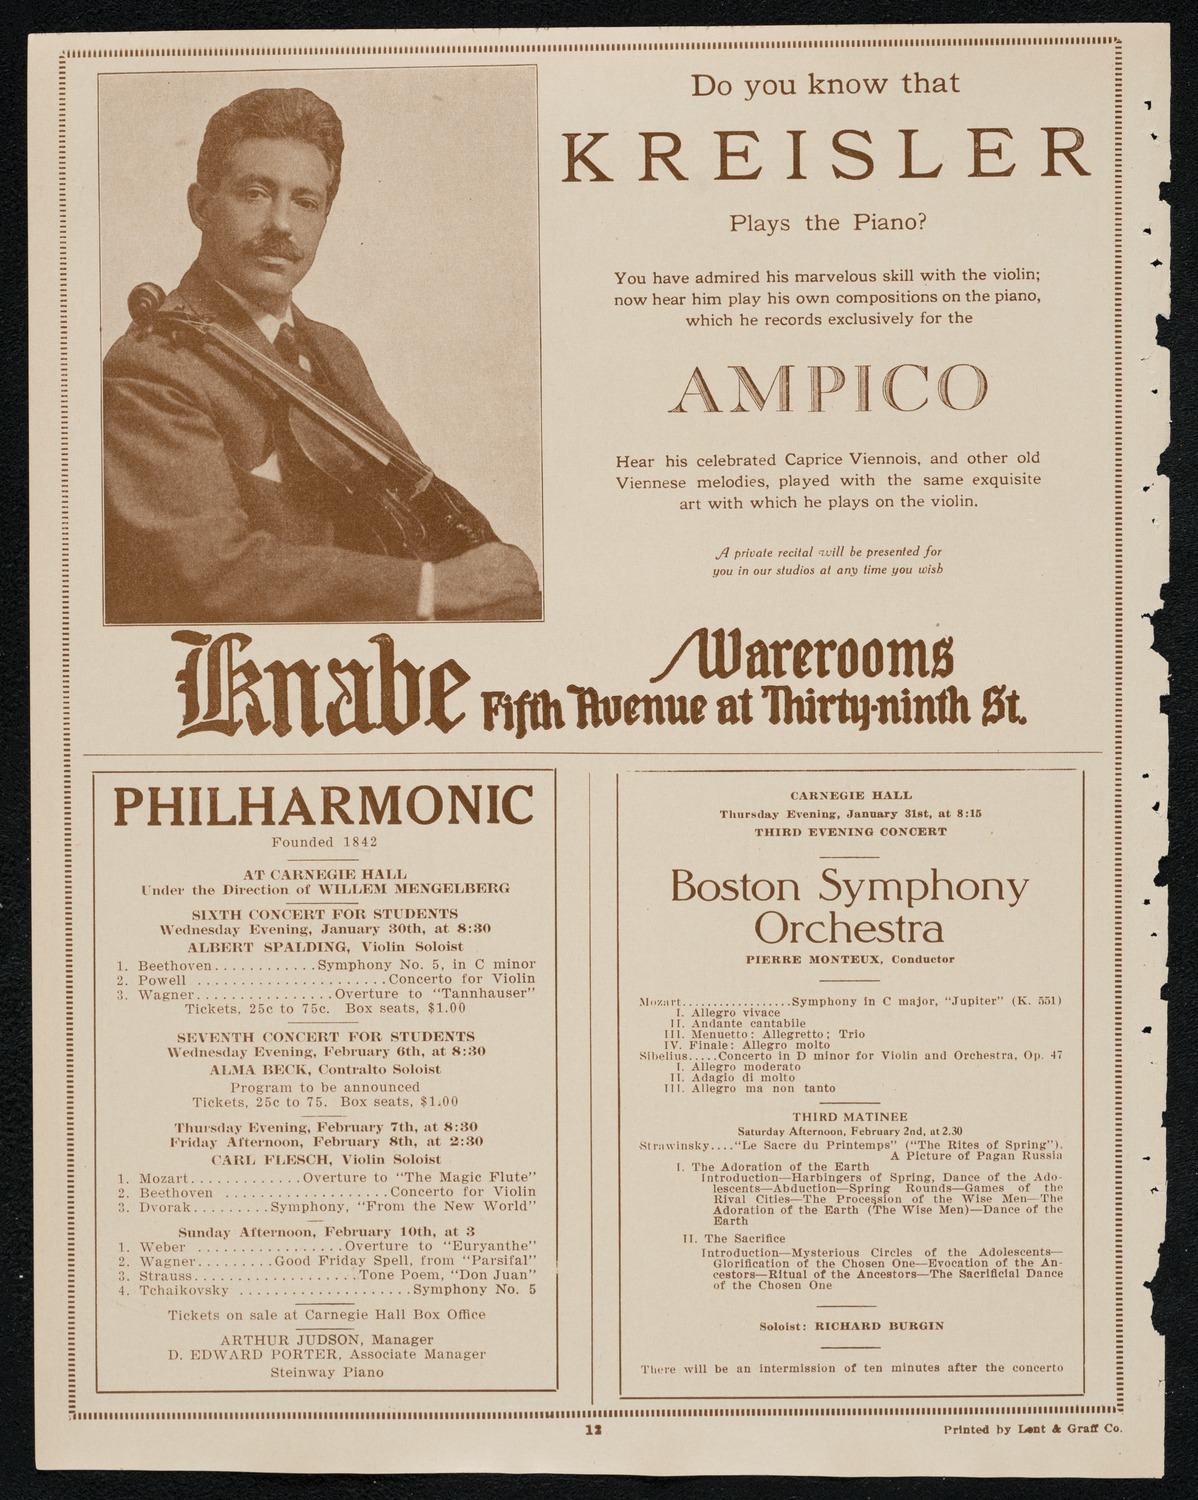 Do you know that
KREISLER
Plays the Piano?
You have admired his marvelous skill with the violin;
now hear him play his own compositions on the piano,
which he records exclusively for the
AMPICO
Hear his celebrated Caprice Viennois, and other old
Viennese melodies, played with the same exquisite
art with which he plays on the violin.
A private recital will be presented for
you in our studios at any time you wish
Knabe Warerooms
Fifth Avenue at Thirty-ninth St.
PHILHARMONIC
Founded 1842
AT CARNEGIE HALL
Under the Direction of WILLEM MENGELBERG
SIXTH CONCERT FOR STUDENTS
Wednesday Evening, January 30th, at 8:30
ALBERT SPALDING, Violin Soloist
1. Beethoven............Symphony No. 5, in C minor
2. Powell .......................Concerto for Violin
3. Wagner................Overture to "Tannhauser"
Tickets, 25c to 75c. Box seats, $1.00
SEVENTH CONCERT FOR STUDENTS
Wednesday Evening, February 6th, at 8:30
ALMA BECK, Contralto Soloist
Program to be announced
Tickets, 25c to 75. Box seats, $1.00
Thursday Evening, February 7th, at 8:30
Friday Afternoon, February 8th, at 2:30
CARL FLESCH, Violin Soloist
1. Mozart.............Overture to "The Magic Flute"
2. Beethoven ....................Concerto for Violin
3. Dvorak.........Symphony, "From the New World"
Sunday Afternoon, February 10th, at 3
1. Weber .................Overture to "Euryanthe"
2. Wagner.........Good Friday Spell, from "Parsifal"
3. Strauss....................Tone Poem, "Don Juan"
4. Tchaikovsky .....................Symphony No. 5
Tickets on sale at Carnegie Hall Box Office
ARTHUR JUDSON, Manager
D. EDWARD PORTER, Associate Manager
Steinway Piano
CARNEGIE HALL
Thursday Evening, January 31st, at 8:15
THIRD EVENING CONCERT
Boston Symphony
Orchestra
PIERRE MONTEUX, Conductor
Mozart.................Symphony in C major, "Jupiter" (K. 551)
I. Allegro vivace
II. Andante cantabile
III. Menuetto: Allegretto; Trio
IV. Finale: Allegro molto
Sibelius.....Concerto in D minor for Violin and Orchestra, Op. 47
I. Allegro moderato
II. Adagio di molto
III. Allegro ma non tanto
THIRD MATINEE
Saturday Afternoon, February 2nd, at 2.30
Strawinsky...."Le Sacre du Printemps" ("The Rites of Spring").
A Picture of Pagan Russia
I. The Adoration of the Earth
Introduction—Harbingers of Spring, Dance of the Ado-
lescents—Abduction—Spring Rounds—Games of the
Rival Cities—The Procession of the Wise Men—The
Adoration of the Earth (The Wise Men)—Dance of the
Earth
II. The Sacrifice
Introduction—Mysterious Circles of the Adolescents—
Glorification of the Chosen One—Evocation of the An-
cestors—Ritual of the Ancestors—The Sacrificial Dance
of the Chosen One
Soloist: RICHARD BURGIN
There will be an intermission of ten minutes after the concerto
12
Printed by Lent & Graff Co.